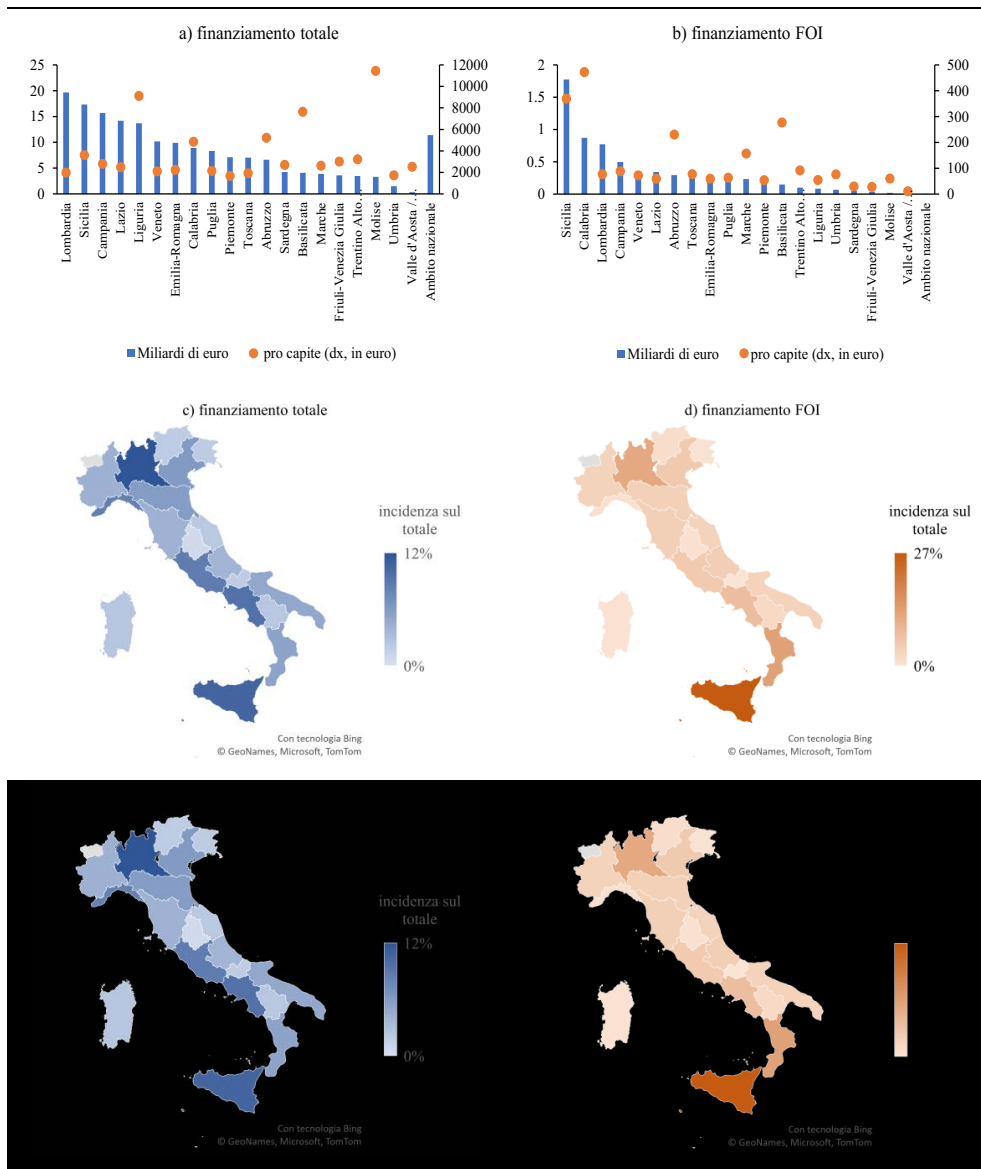 a) finanziamento totale
25
20
15
10
5
0
12000
10000
8000
6000
4000
2000
0
Lombardia
Sicilia
Campania
Lazio
Liguria
Veneto
Emilia-Romagna
Calabria
Puglia
Piemonte
Toscana
Abruzzo
Sardegna
Basilicata
Marche
Friuli-Venezia Giulia
Trentino Alto…
Molise
Umbria
Valle d'Aosta /…
Ambito nazionale
Miliardi di euro
pro capite (dx, in euro)
b) finanziamento FOI
2
1.5
1
0.5
0
500
400
300
200
100
0
Sicilia
Calabria
Lombardia
Campania
Veneto
Lazio
Abruzzo
Toscana
Emilia-Romagna
Puglia
Marche
Piemonte
Basilicata
Trentino Alto…
Liguria
Umbria
Sardegna
Friuli-Venezia Giulia
Molise
Valle d'Aosta /…
Ambito nazionale
Miliardi di euro
pro capite (dx, in euro)
c) finanziamento totale
incidenza sul
totale
12%
0%
Con tecnologia Bing
© GeoNames, Microsoft, TomTom
d) finanziamento FOI
incidenza sul
totale
27%
0%
Con tecnologia Bing
© GeoNames, Microsoft, TomTom
incidenza sul
totale
12%
0%
Con tecnologia Bing
© GeoNames, Microsoft, TomTom
Con tecnologia Bing
© GeoNames, Microsoft, TomTom